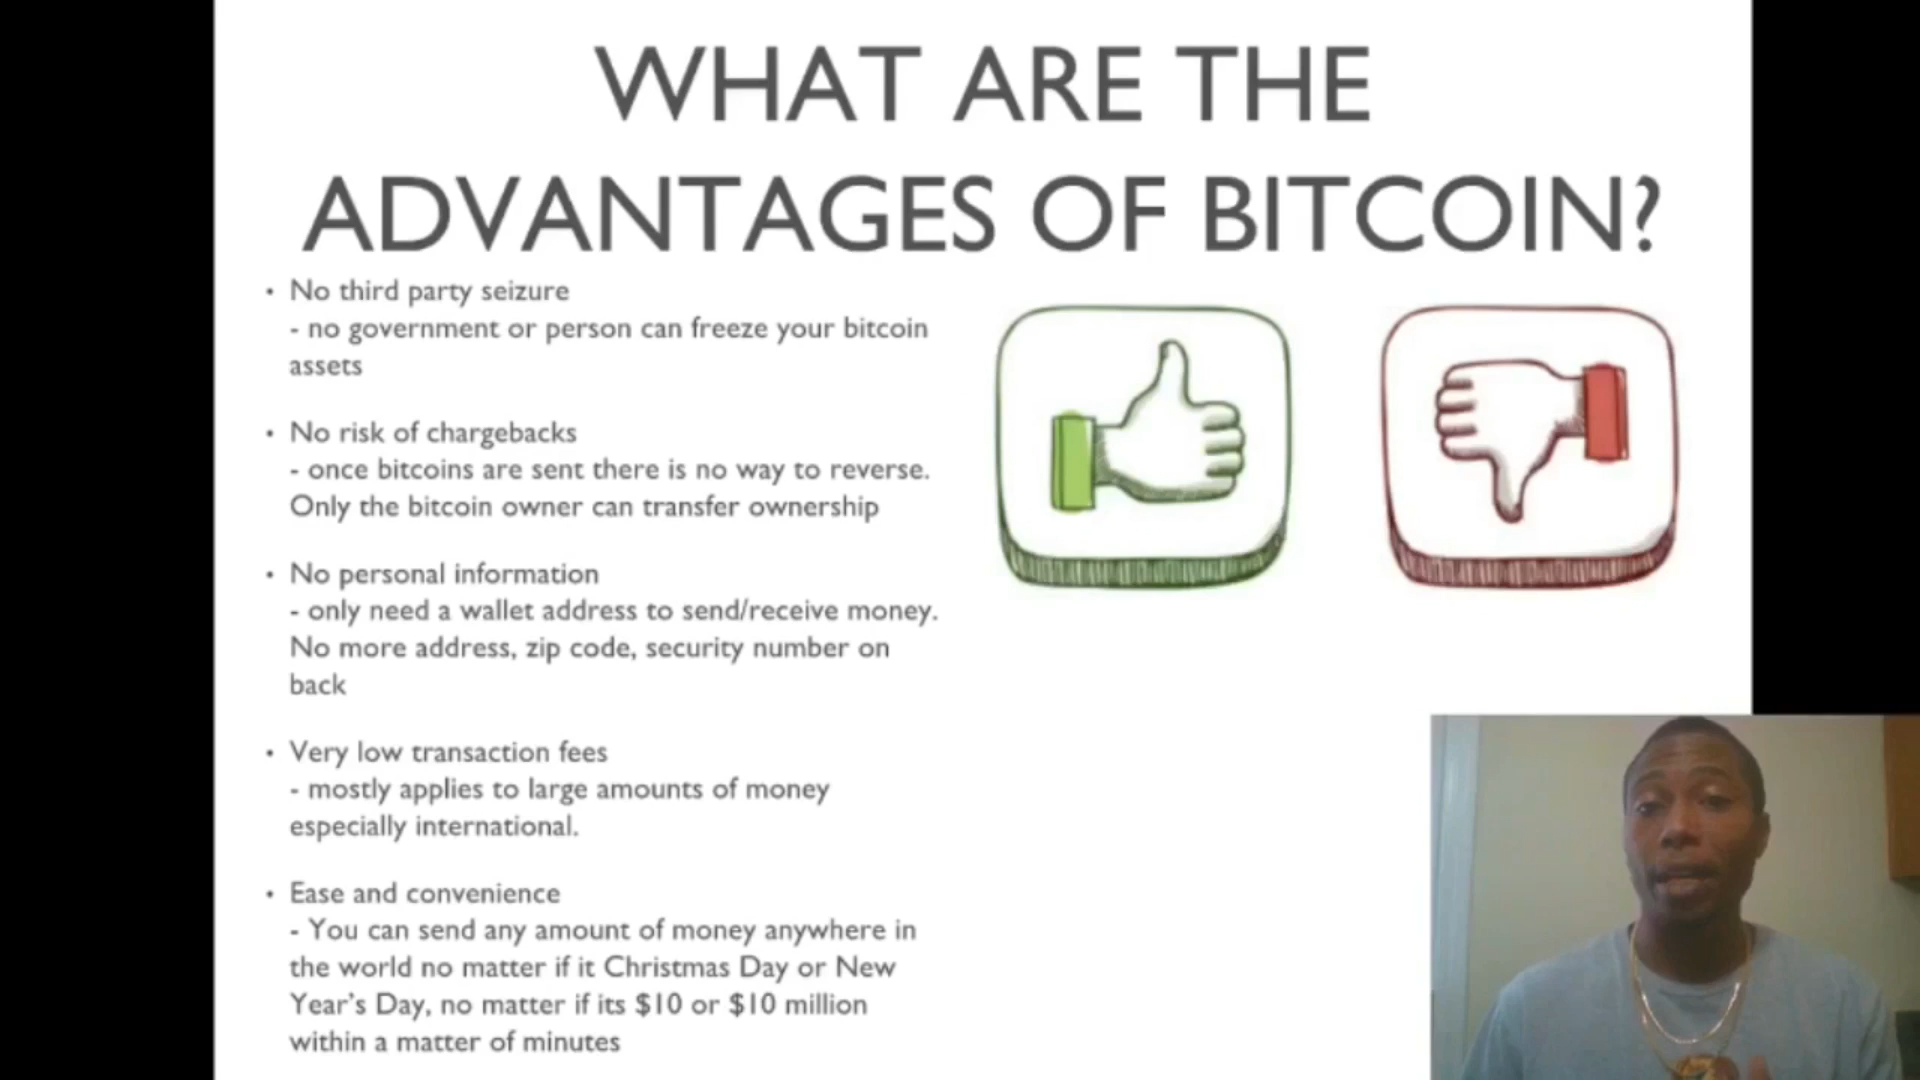 WHAT ARE THE
ADVANTAGES OF BITCOIN?
• No third party seizure
- no government or person can freeze your bitcoin
assets
• No risk of chargebacks
- once bitcoins are sent there is no way to reverse.
Only the bitcoin owner can transfer ownership
• No personal information
- only need a wallet address to send/receive money.
No more address, zip code, security number on
back
• Very low transaction fees
- mostly applies to large amounts of money
especially international.
• Ease and convenience
- You can send any amount of money anywhere in
the world no matter if it Christmas Day or New
Year's Day, no matter if its $10 or $10 million
within a matter of minutes